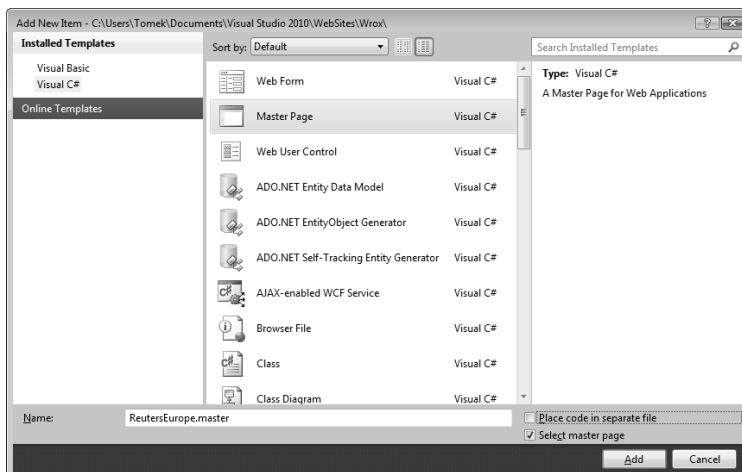 Add New Item - C:\Users\Tomek\Documents\Visual Studio 2010\WebSites\Wrox\
Installed Templates
Visual Basic
Visual C#
Online Templates
Sort by: Default
Search Installed Templates
Web Form Visual C#
Master Page Visual C#
Web User Control Visual C#
ADO.NET Entity Data Model Visual C#
ADO.NET EntityObject Generator Visual C#
ADO.NET Self-Tracking Entity Generator Visual C#
AJAX-enabled WCF Service Visual C#
Browser File Visual C#
Class Visual C#
Class Diagram Visual C#
Type: Visual C#
A Master Page for Web Applications
Name: ReutersEurope.master
Place code in separate file
Select master page
Add Cancel